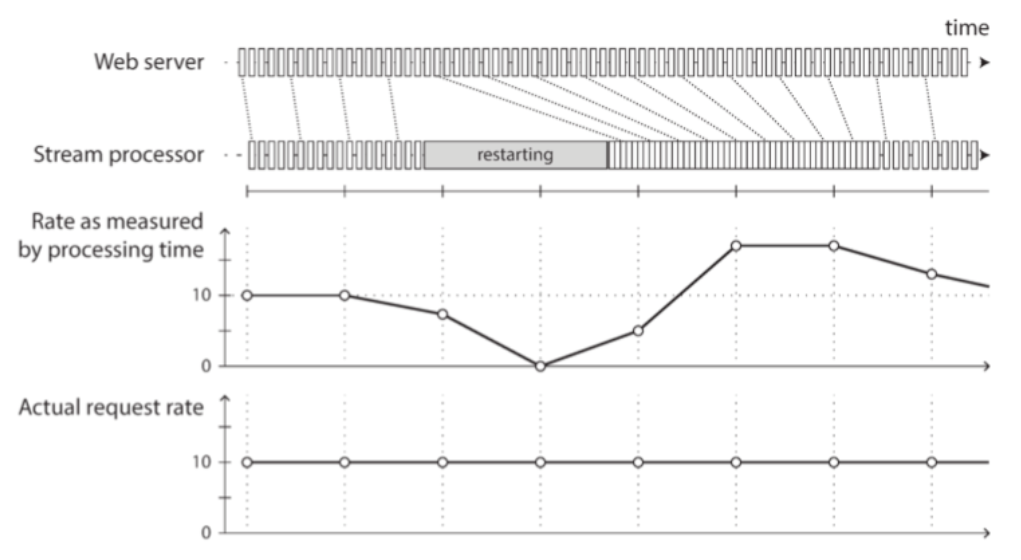 time
Web server
Stream processor
restarting
Rate as measured
by processing time
10
0
Actual request rate
10
0